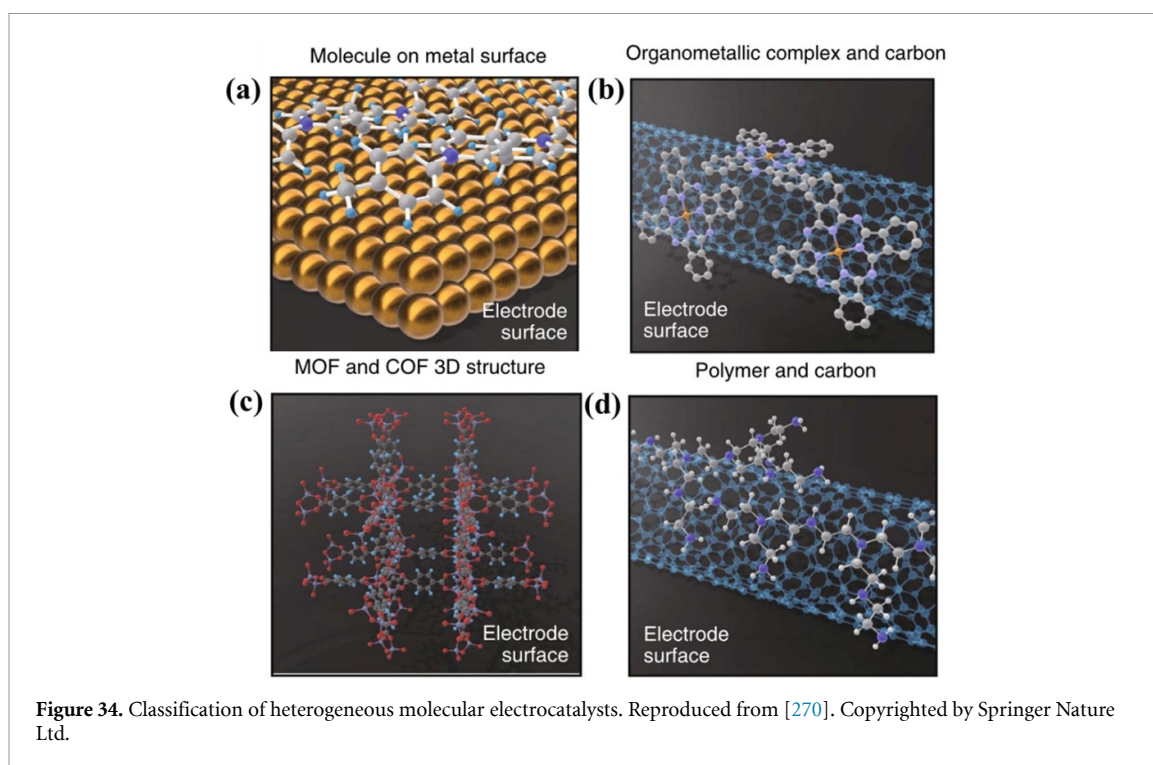 Molecule on metal surface
Organometallic complex and carbon
(a)
(b)
Electrode
surface
Electrode
surface
MOF and COF 3D structure
Polymer and carbon
(c)
(d)
Electrode
surface
Electrode
surface
Figure 34. Classification of heterogeneous molecular electrocatalysts. Reproduced from [270]. Copyrighted by Springer Nature
Ltd.